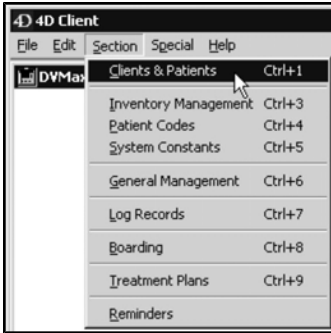 4D 4D Client
File Edit Section Special Help
DVMax
Clients & Patients Ctrl+1
Inventory Management Ctrl+3
Patient Codes Ctrl+4
System Constants Ctrl+5
General Management Ctrl+6
Log Records Ctrl+7
Boarding Ctrl+8
Treatment Plans Ctrl+9
Reminders